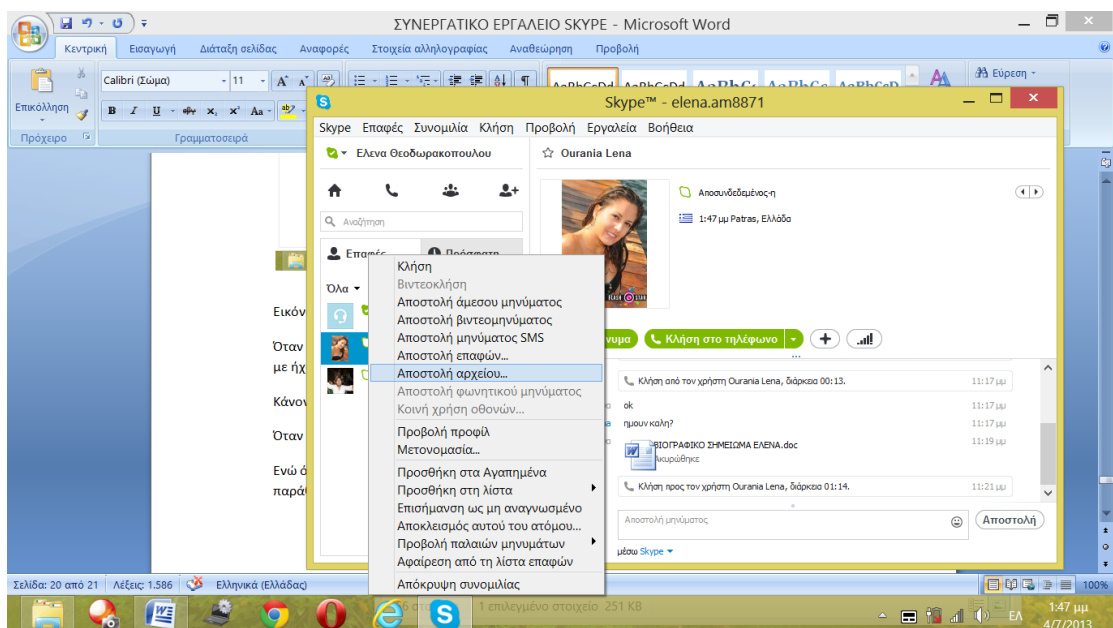 ΣΥΝΕΡΓΑΤΙΚΟ ΕΡΓΑΛΕΙΟ SKYPE - Microsoft Word
Κεντρική Εισαγωγή Διάταξη σελίδας Αναφορές Στοιχεία αλληλογραφίας Αναθεώρηση Προβολή
Επικόλληση
Πρόχειρο
Calibri (Σώμα) 11
Γραμματοσειρά
Εύρεση
Skype™ - elena.am8871
Skype Επαφές Συνομιλία Κλήση Προβολή Εργαλεία Βοήθεια
Ελενα Θεοδωρακοπουλου
Ourania Lena
Αποσυνδεδεμένος-η
1:47 μμ Patras, Ελλάδα
Αναζήτηση
Επαφές Πρόσφατη
Όλα
Κλήση
Βιντεοκλήση
Αποστολή άμεσου μηνύματος
Αποστολή βιντεομηνύματος
Αποστολή μηνύματος SMS
Αποστολή επαφών...
Αποστολή αρχείου...
Αποστολή φωνητικού μηνύματος
Κοινή χρήση οθονών...
Προβολή προφίλ
Μετονομασία...
Προσθήκη στα Αγαπημένα
Προσθήκη στη λίστα
Επισήμανση ως μη αναγνωσμένο
Αποκλεισμός αυτού του ατόμου...
Προβολή παλαιών μηνυμάτων
Αφαίρεση από τη λίστα επαφών
Απόκρυψη συνομιλίας
Κλήση στο τηλέφωνο
Κλήση από τον χρήστη Ourania Lena, διάρκεια 00:13. 11:17 μμ
ok 11:17 μμ
ημουν καλη? 11:17 μμ
ΒΙΟΓΡΑΦΙΚΟ ΣΗΜΕΙΩΜΑ ΕΛΕΝΑ.doc 11:19 μμ
Ακυρώθηκε
Κλήση προς τον χρήστη Ourania Lena, διάρκεια 01:14. 11:21 μμ
Αποστολή μηνύματος
Αποστολή
μέσω Skype
Όταν
με ήχ
Όταν
Ενώ ό
Σελίδα: 20 από 21 Λέξεις: 1.586 Ελληνικά (Ελλάδας) 100%
1 επιλεγμένο στοιχείο 251 KB
ΕΛ
1:47 μμ
4/7/2013